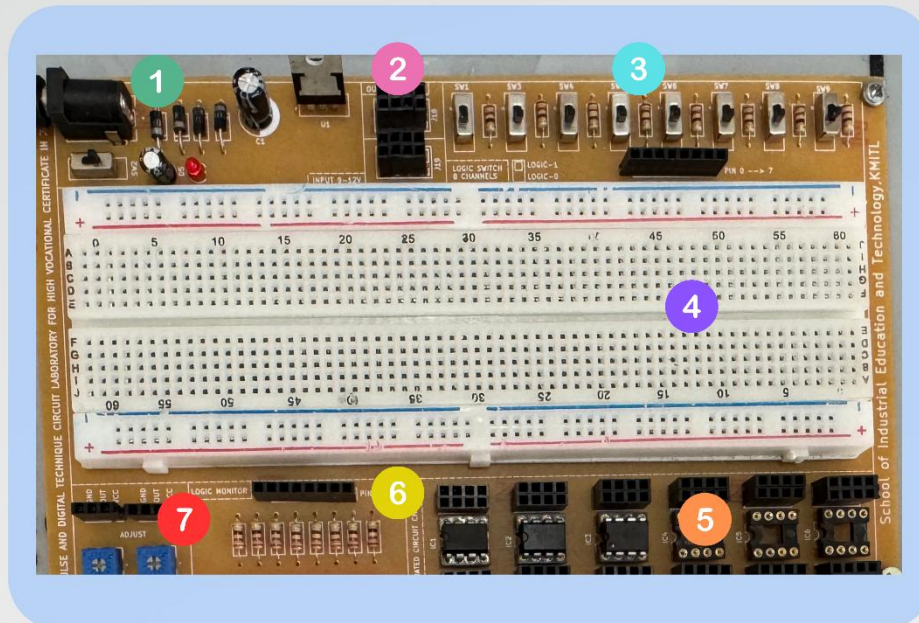 1
2
3
OU
J18
SW1
SW3
SW4
SW6
SW7
SW8
SW9
C1
U1
SW2
D5
J19
INPUT 9-12V
LOGIC SWITCH
8 CHANNELS
LOGIC-1
LOGIC-0
PIN 0 --> 7
+
+
0 5 10 15 20 25 30 35 45 50 55 60
A
B
C
D
E
J
I
H
G
F
4
F
G
H
I
J
E
D
C
B
A
60 55 50 45 35 30 25 20 15 10 5
+
+
PULSE AND DIGITAL TECHNIQUE CIRCUIT LABORATORY FOR HIGH VOCATIONAL CERTIFICATE IN
School of Industrial Education and Technology,KMITL
GND
OUT
VCC
GND
OUT
VCC
LOGIC MONITOR
PIN
6
7
5
ADJUST
IC1
IC2
IC3
IC4
IC5
IC6